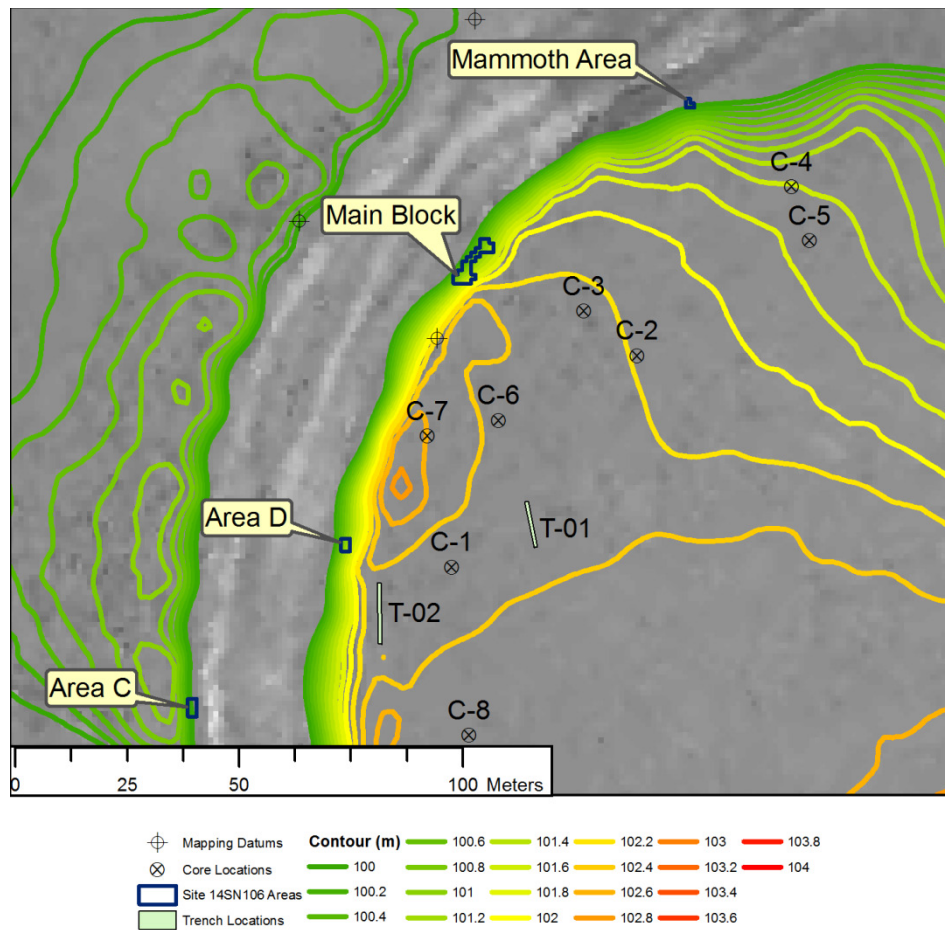 Mammoth Area
C-4
Main Block
C-5
C-3
C-2
C-6
C-7
Area D
T-01
C-1
T-02
Area C
C-8
0 25 50 100 Meters
Mapping Datums
Core Locations
Site 14SN106 Areas
Trench Locations
Contour (m)
100
100.2
100.4
100.6
100.8
101
101.2
101.4
101.6
101.8
102
102.2
102.4
102.6
102.8
103
103.2
103.4
103.6
103.8
104